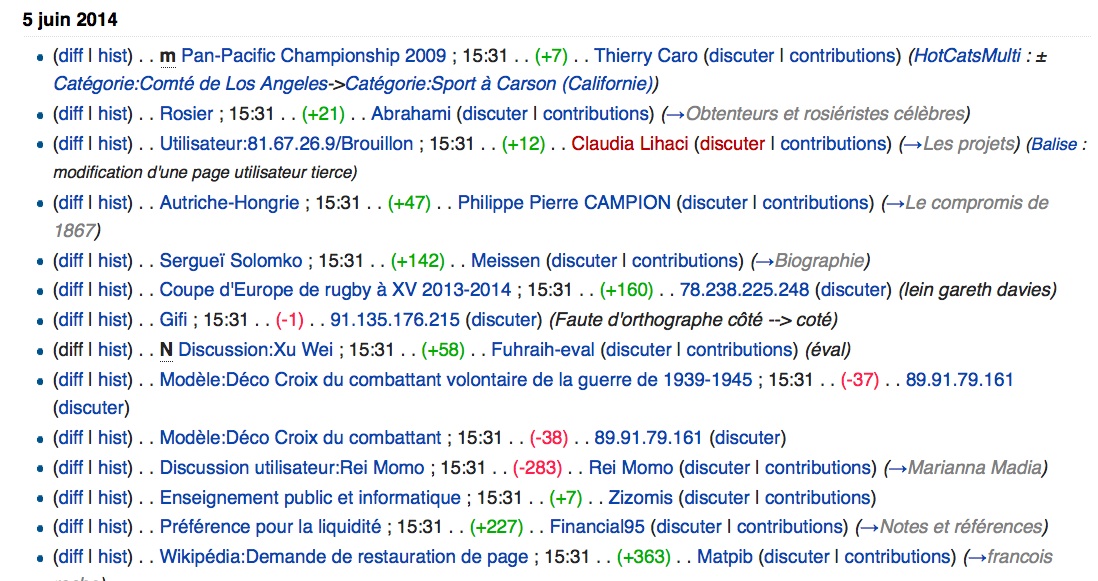 5 juin 2014
(diff | hist) . . m Pan-Pacific Championship 2009 ; 15:31 . . (+7) . . Thierry Caro (discuter | contributions) (HotCatsMulti : ±
Catégorie:Comté de Los Angeles->Catégorie:Sport à Carson (Californie))
(diff | hist) . . Rosier ; 15:31 . . (+21) . . Abrahami (discuter | contributions) (→Obtenteurs et rosiéristes célèbres)
(diff | hist) . . Utilisateur:81.67.26.9/Brouillon ; 15:31 . . (+12) . . Claudia Lihaci (discuter | contributions) (→Les projets) (Balise :
modification d'une page utilisateur tierce)
(diff | hist) . . Autriche-Hongrie ; 15:31 . . (+47) . . Philippe Pierre CAMPION (discuter | contributions) (→Le compromis de
1867)
(diff | hist) . . Sergueï Solomko ; 15:31 . . (+142) . . Meissen (discuter | contributions) (→Biographie)
(diff | hist) . . Coupe d'Europe de rugby à XV 2013-2014 ; 15:31 . . (+160) . . 78.238.225.248 (discuter) (lein gareth davies)
(diff | hist) . . Gifi ; 15:31 . . (-1) . . 91.135.176.215 (discuter) (Faute d'orthographe côté --> coté)
(diff | hist) . . N Discussion:Xu Wei ; 15:31 . . (+58) . . Fuhraih-eval (discuter | contributions) (éval)
(diff | hist) . . Modèle:Déco Croix du combattant volontaire de la guerre de 1939-1945 ; 15:31 . . (-37) . . 89.91.79.161
(discuter)
(diff | hist) . . Modèle:Déco Croix du combattant ; 15:31 . . (-38) . . 89.91.79.161 (discuter)
(diff | hist) . . Discussion utilisateur:Rei Momo ; 15:31 . . (-283) . . Rei Momo (discuter | contributions) (→Marianna Madia)
(diff | hist) . . Enseignement public et informatique ; 15:31 . . (+7) . . Zizomis (discuter | contributions)
(diff | hist) . . Préférence pour la liquidité ; 15:31 . . (+227) . . Financial95 (discuter | contributions) (→Notes et références)
(diff | hist) . . Wikipédia:Demande de restauration de page ; 15:31 . . (+363) . . Matpib (discuter | contributions) (→francois